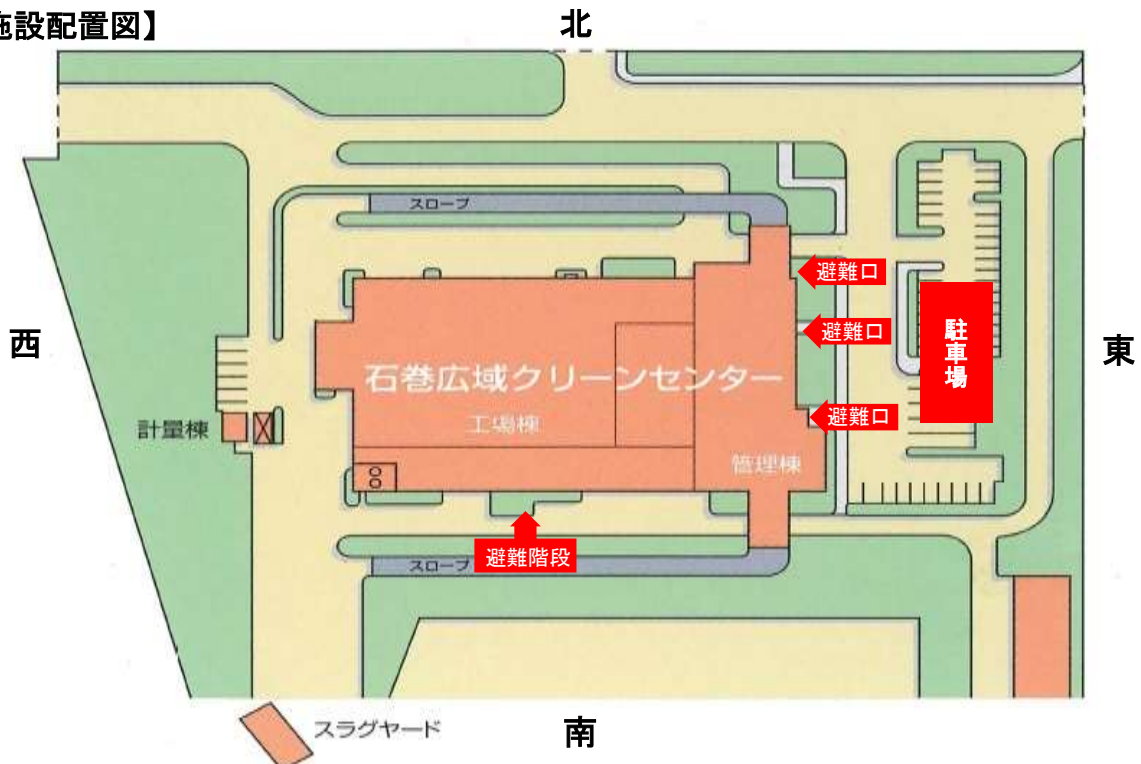 施設配置図】
北
スロープ
避難口
避難口
駐車場
西
東
石巻広域クリーンセンター
避難口
工場棟
計量棟
管理棟
避難階段
スロープ
スラグヤード
南